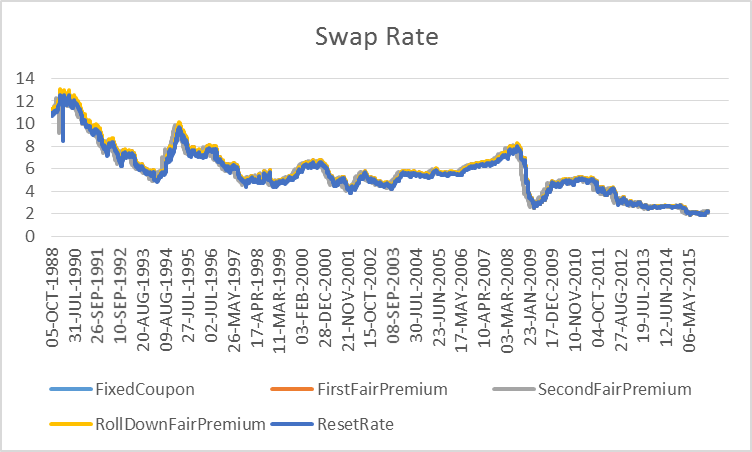 Swap Rate
14
12
10
8
6
4
2
0
05-OCT-1988
31-JUL-1990
26-SEP-1991
10-SEP-1992
20-AUG-1993
09-AUG-1994
27-JUL-1995
02-JUL-1996
26-MAY-1997
17-APR-1998
11-MAR-1999
03-FEB-2000
28-DEC-2000
21-NOV-2001
15-OCT-2002
08-SEP-2003
28-JUL-2004
23-JUN-2005
17-MAY-2006
10-APR-2007
03-MAR-2008
23-JAN-2009
17-DEC-2009
10-NOV-2010
04-OCT-2011
27-AUG-2012
19-JUL-2013
12-JUN-2014
06-MAY-2015
FixedCoupon
FirstFairPremium
SecondFairPremium
RollDownFairPremium
ResetRate